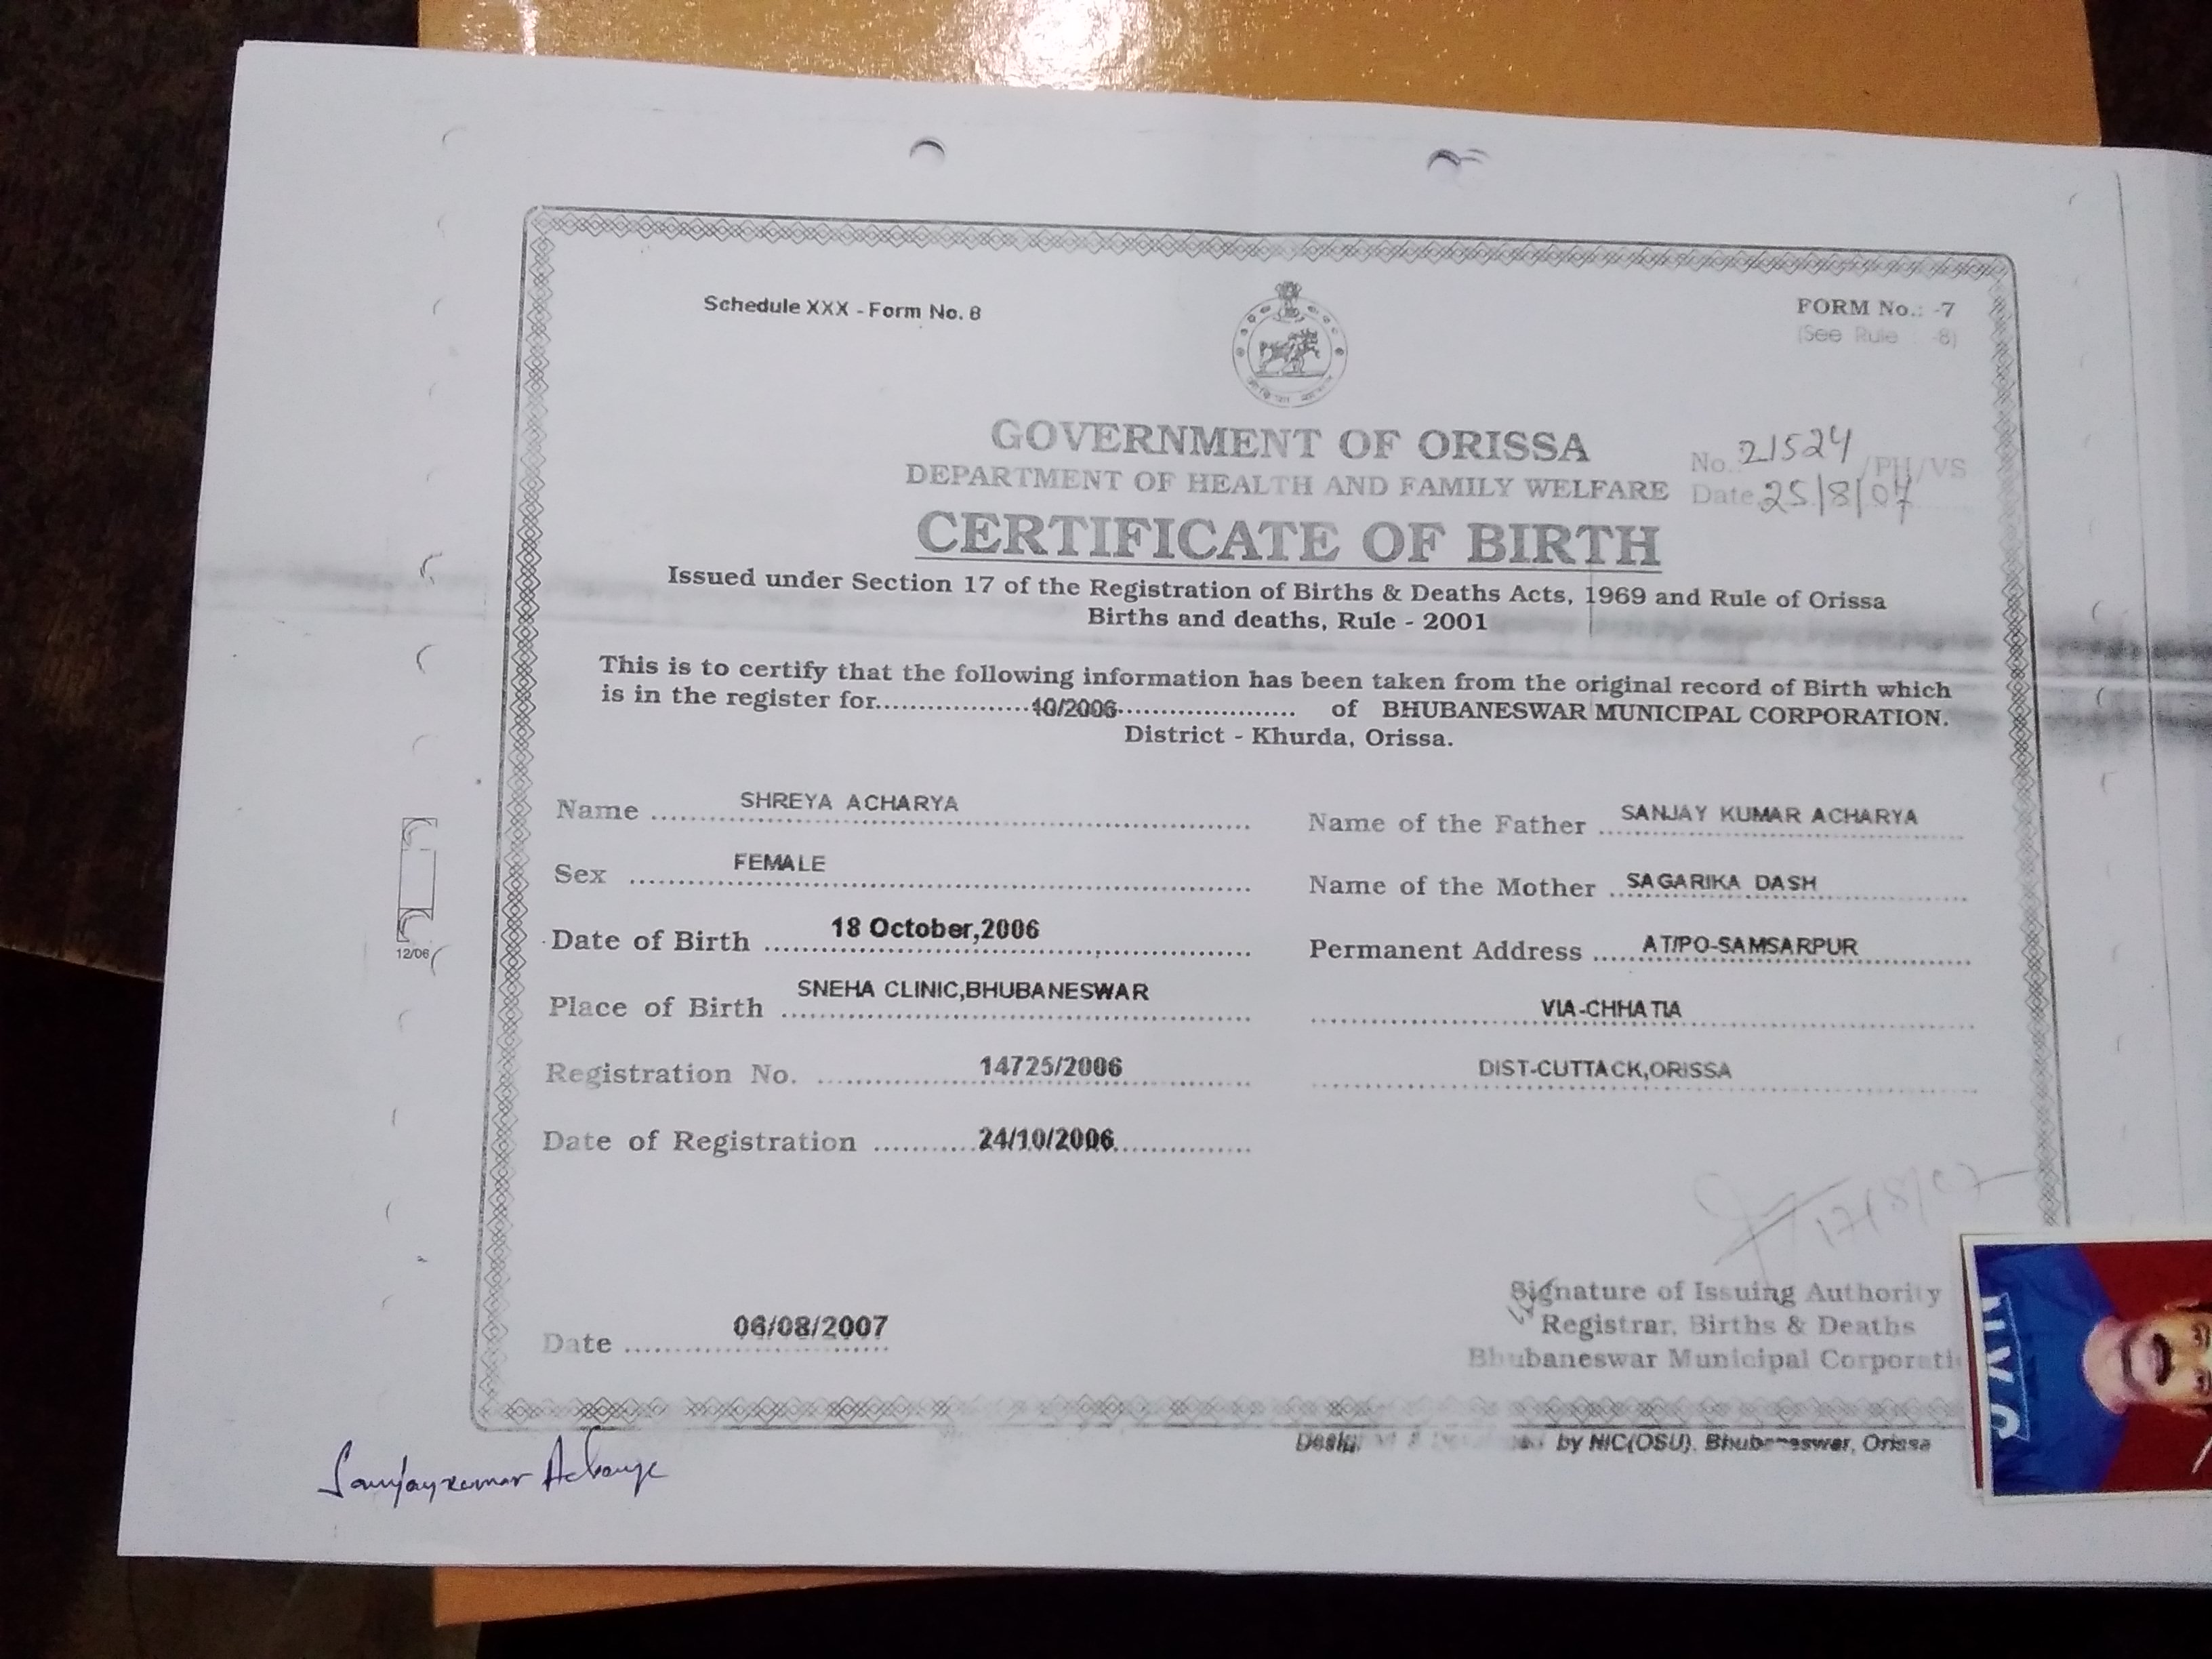 Schedule XXX - Form No. 8
FORM No.: -7
(See Rule -8)
GOVERNMENT OF ORISSA
DEPARTMENT OF HEALTH AND FAMILY WELFARE
No. 21524 /PH/VS
Date 25/8/07
CERTIFICATE OF BIRTH
Issued under Section 17 of the Registration of Births & Deaths Acts, 1969 and Rule of Orissa
Births and deaths, Rule - 2001
This is to certify that the following information has been taken from the original record of Birth which
is in the register for..................10/2006..................... of BHUBANESWAR MUNICIPAL CORPORATION.
District - Khurda, Orissa.
Name ........ SHREYA ACHARYA
Name of the Father ........ SANJAY KUMAR ACHARYA
Sex ........ FEMALE
Name of the Mother ........ SAGARIKA DASH
Date of Birth ........ 18 October,2006
Permanent Address ........ AT/PO-SAMSARPUR
Place of Birth ........ SNEHA CLINIC,BHUBANESWAR
VIA-CHHATIA
Registration No. ........ 14725/2006
DIST-CUTTACK,ORISSA
Date of Registration ..........24/10/2006..............
12/06
17/8/07
Signature of Issuing Authority
Registrar, Births & Deaths
Bhubaneswar Municipal Corporati
Date ........ 06/08/2007
by NIC(OSU), Bhubaneswar, Orissa
Sanjay kumar Acharya